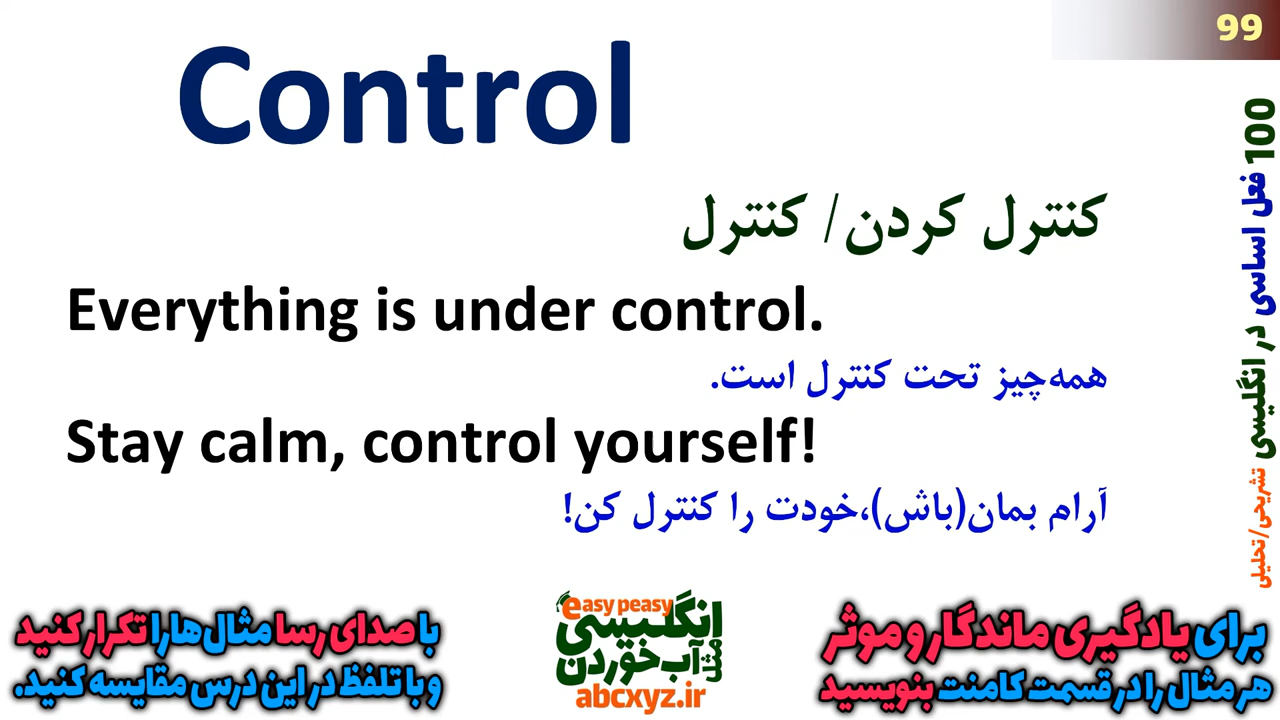 99
Control
کنترل کردن/ کنترل
Everything is under control.
همه‌چیز تحت کنترل است.
Stay calm, control yourself!
آرام بمان(باش)،خودت را کنترل کن!
100 فعل اساسی در انگلیسی تشریحی/تحلیلی
برای یادگیری ماندگار و موثر
هر مثال را در قسمت کامنت بنویسید
easy peasy
انگلیسی
مثل آب خوردن
abcxyz.ir
با صدای رسا مثال‌ها را تکرار کنید
و با تلفظ در این درس مقایسه کنید.